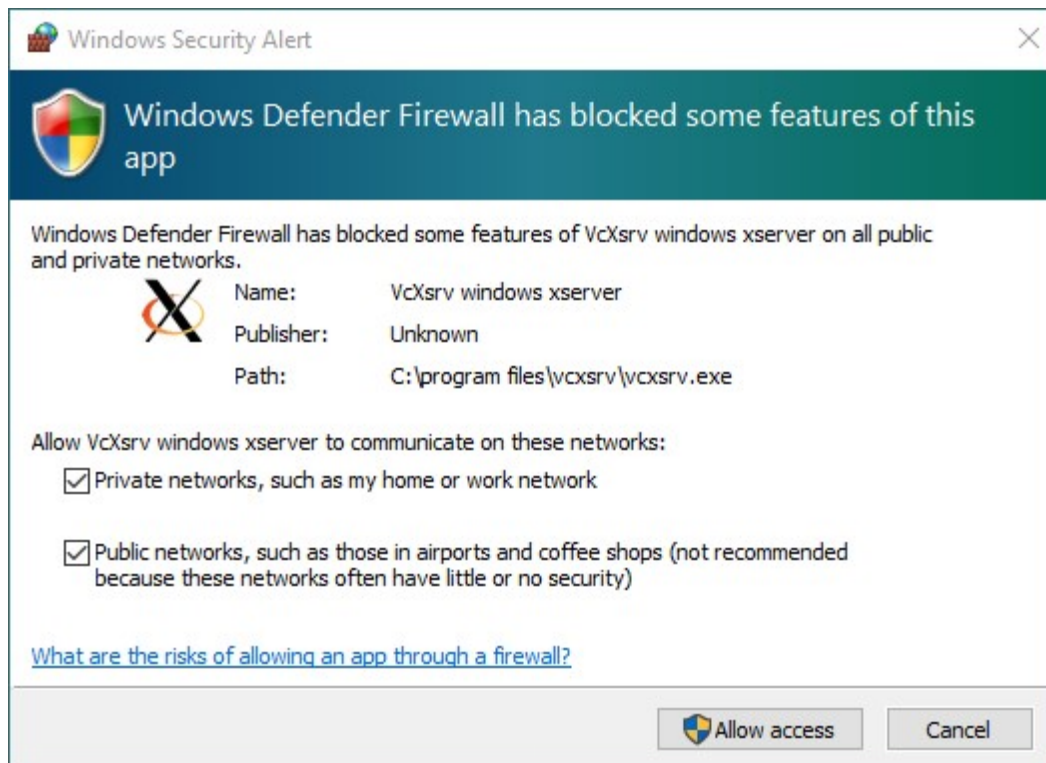 Windows Security Alert
Windows Defender Firewall has blocked some features of this
app
Windows Defender Firewall has blocked some features of VcXsrv windows xserver on all public
and private networks.
Name: VcXsrv windows xserver
Publisher: Unknown
Path: C:\program files\vcxsrv\vcxsrv.exe
Allow VcXsrv windows xserver to communicate on these networks:
Private networks, such as my home or work network
Public networks, such as those in airports and coffee shops (not recommended
because these networks often have little or no security)
What are the risks of allowing an app through a firewall?
Allow access Cancel